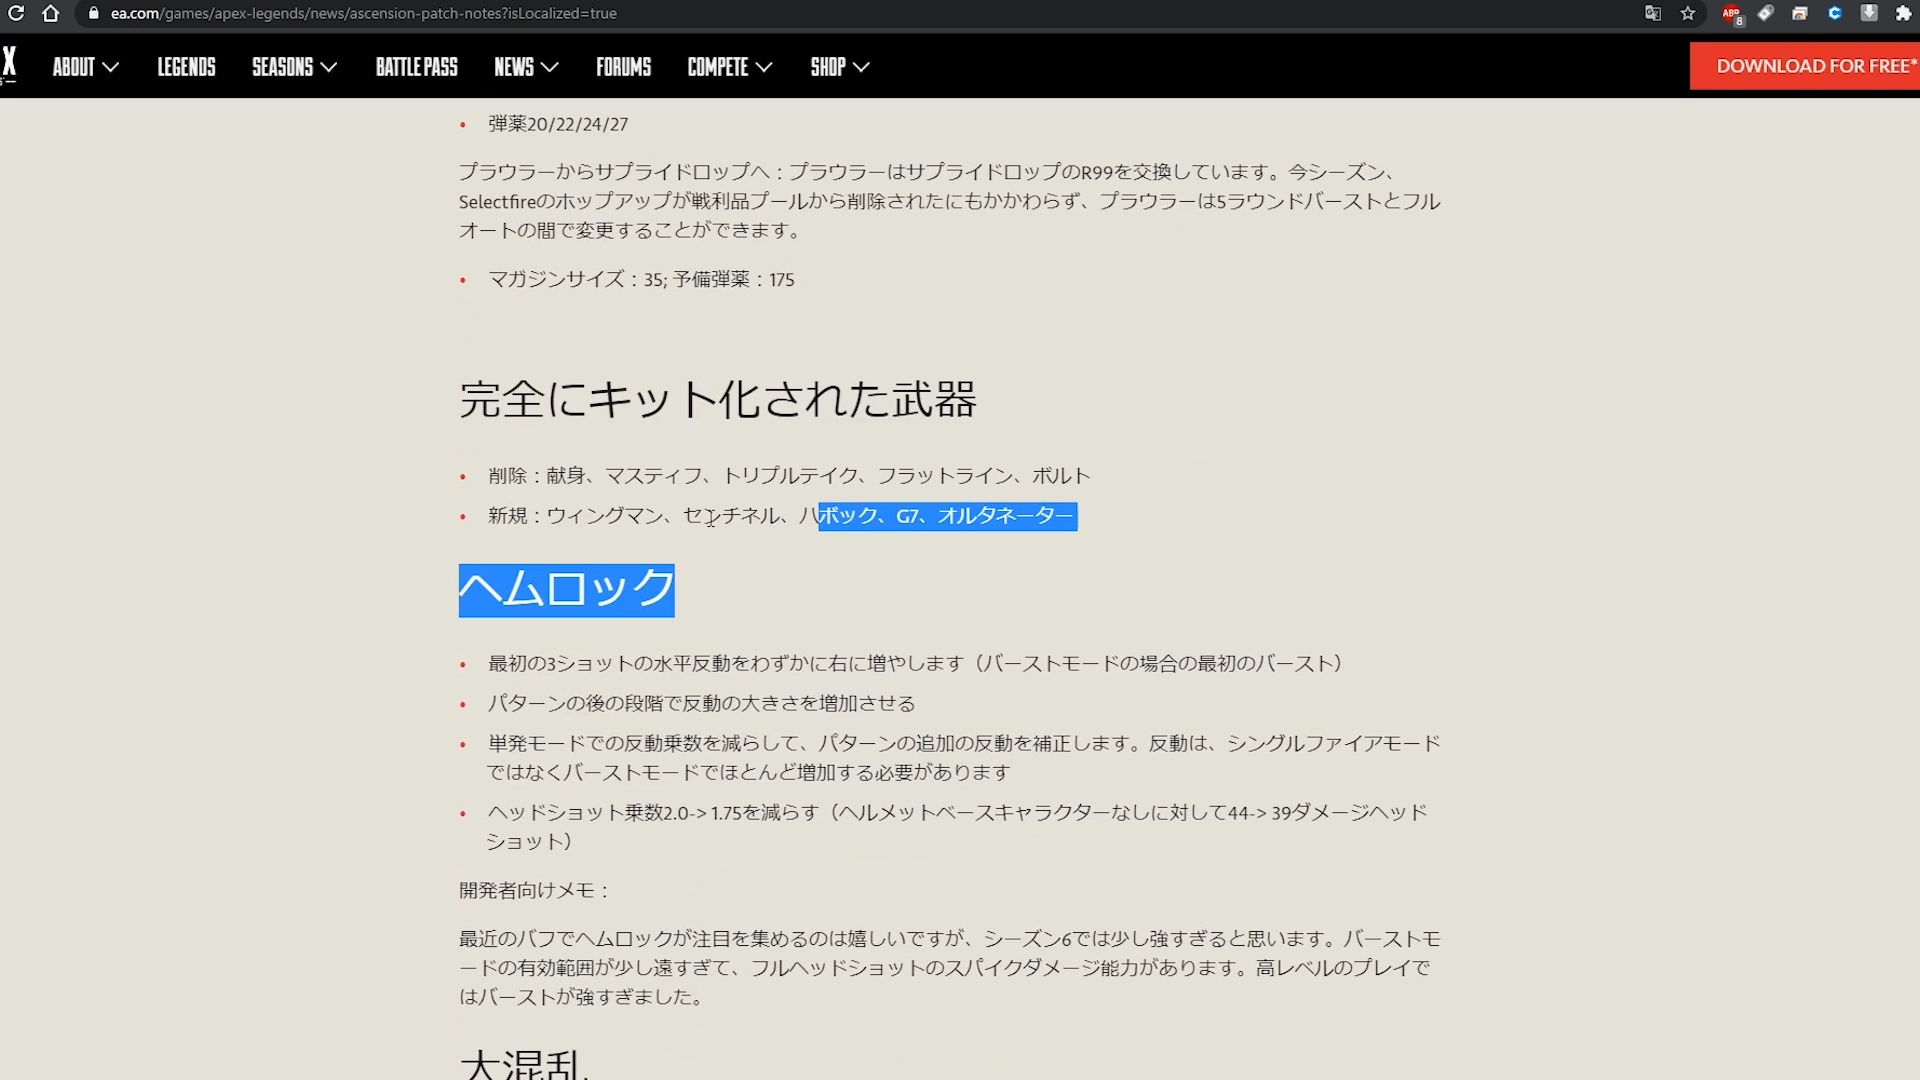 ea.com/games/apex-legends/news/ascension-patch-notes?isLocalized=true
ABP 8
X ABOUT LEGENDS SEASONS BATTLE PASS NEWS FORUMS COMPETE SHOP DOWNLOAD FOR FREE*
• 弾薬20/22/24/27
プラウラーからサプライドロップへ：プラウラーはサプライドロップのR99を交換しています。今シーズン、
Selectfireのホップアップが戦利品プールから削除されたにもかかわらず、プラウラーは5ラウンドバーストとフル
オートの間で変更することができます。
• マガジンサイズ：35; 予備弾薬：175
完全にキット化された武器
• 削除：献身、マスティフ、トリプルテイク、フラットライン、ボルト
• 新規：ウィングマン、センチネル、ハボック、G7、オルタネーター
ヘムロック
• 最初の3ショットの水平反動をわずかに右に増やします（バーストモードの場合の最初のバースト）
• パターンの後の段階で反動の大きさを増加させる
• 単発モードでの反動乗数を減らして、パターンの追加の反動を補正します。反動は、シングルファイアモード
ではなくバーストモードでほとんど増加する必要があります
• ヘッドショット乗数2.0-> 1.75を減らす（ヘルメットベースキャラクターなしに対して44-> 39ダメージヘッド
ショット）
開発者向けメモ：
最近のバフでヘムロックが注目を集めるのは嬉しいですが、シーズン6では少し強すぎると思います。バーストモ
ードの有効範囲が少し遠すぎて、フルヘッドショットのスパイクダメージ能力があります。高レベルのプレイで
はバーストが強すぎました。
大混乱